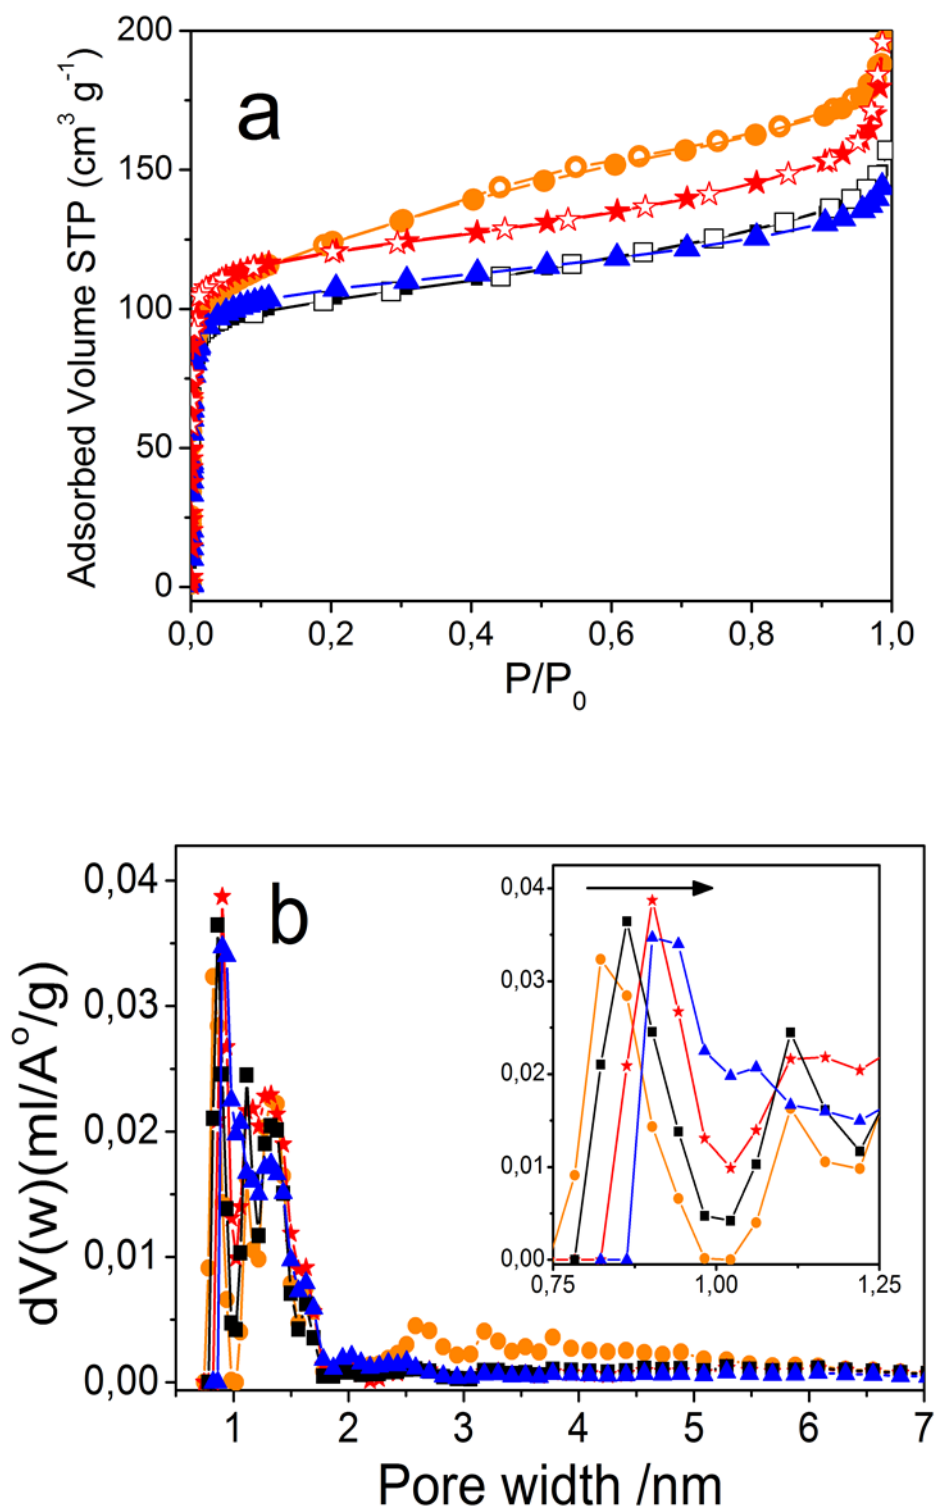 a
200
150
100
50
0
Adsorbed Volume STP (cm³ g⁻¹)
0,0 0,2 0,4 0,6 0,8 1,0
P/P₀
b
0,04
0,03
0,02
0,01
0,00
dV(w)(ml/A°/g)
0,04
0,03
0,02
0,01
0,00
0,75 1,00 1,25
1 2 3 4 5 6 7
Pore width /nm